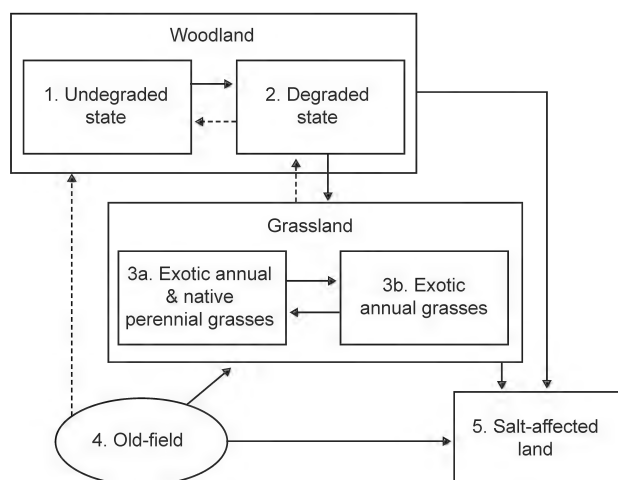 Woodland
1. Undegraded
state
2. Degraded
state
Grassland
3a. Exotic annual
& native
perennial grasses
3b. Exotic
annual grasses
4. Old-field
5. Salt-affected
land